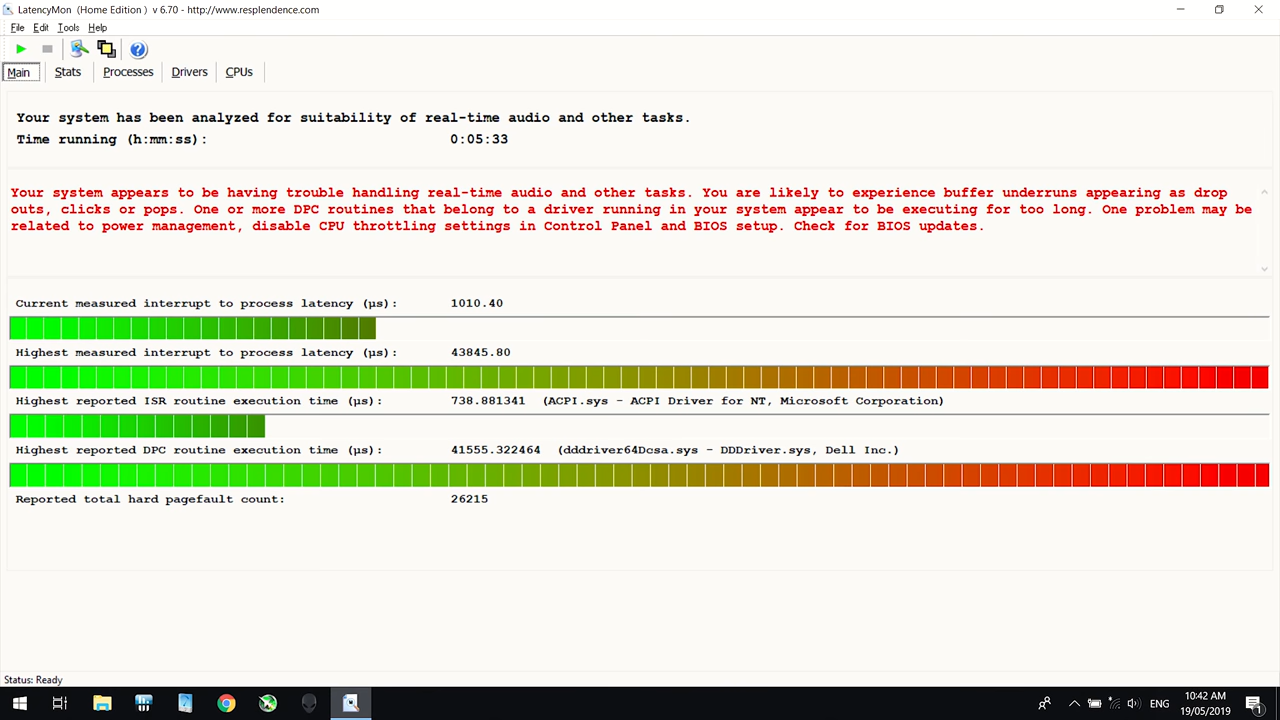 LatencyMon (Home Edition ) v 6.70 - http://www.resplendence.com
File Edit Tools Help
Main Stats Processes Drivers CPUs
Your system has been analyzed for suitability of real-time audio and other tasks.
Time running (h:mm:ss): 0:05:33
Your system appears to be having trouble handling real-time audio and other tasks. You are likely to experience buffer underruns appearing as drop
outs, clicks or pops. One or more DPC routines that belong to a driver running in your system appear to be executing for too long. One problem may be
related to power management, disable CPU throttling settings in Control Panel and BIOS setup. Check for BIOS updates.
Current measured interrupt to process latency (µs): 1010.40
Highest measured interrupt to process latency (µs): 43845.80
Highest reported ISR routine execution time (µs): 738.881341 (ACPI.sys - ACPI Driver for NT, Microsoft Corporation)
Highest reported DPC routine execution time (µs): 41555.322464 (dddriver64Dcsa.sys - DDDriver.sys, Dell Inc.)
Reported total hard pagefault count: 26215
Status: Ready
ENG
10:42 AM
19/05/2019
1